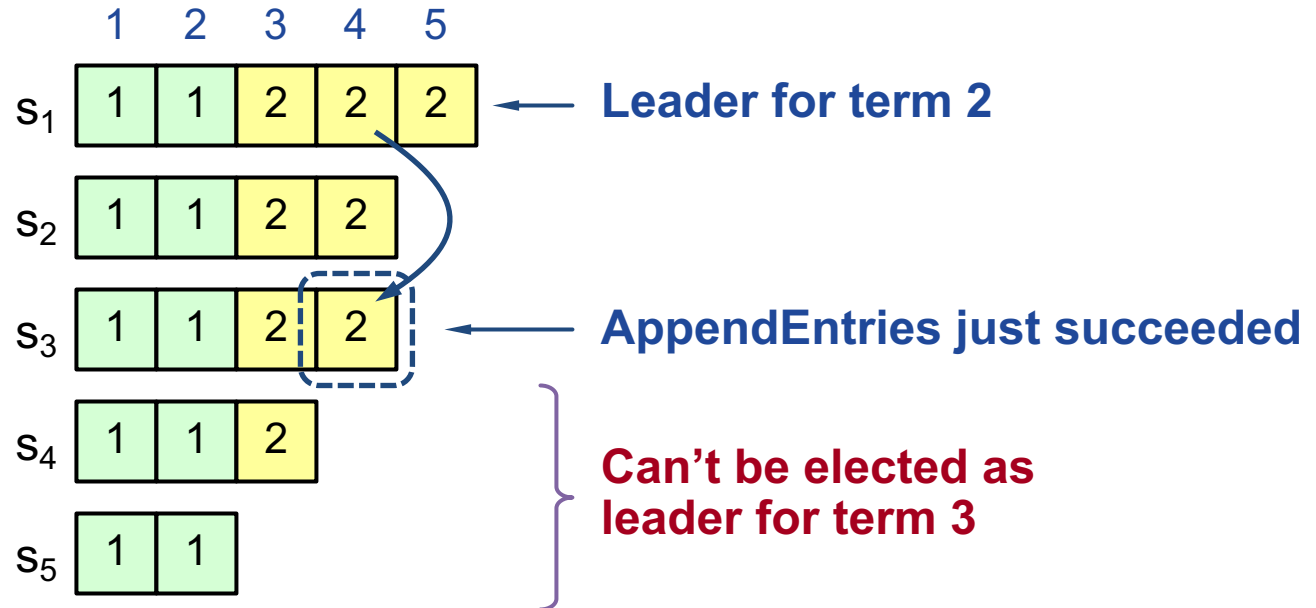 1 2 3 4 5
s1 1 1 2 2 2 Leader for term 2
s2 1 1 2 2
s3 1 1 2 2 AppendEntries just succeeded
s4 1 1 2
Can't be elected as
leader for term 3
s5 1 1